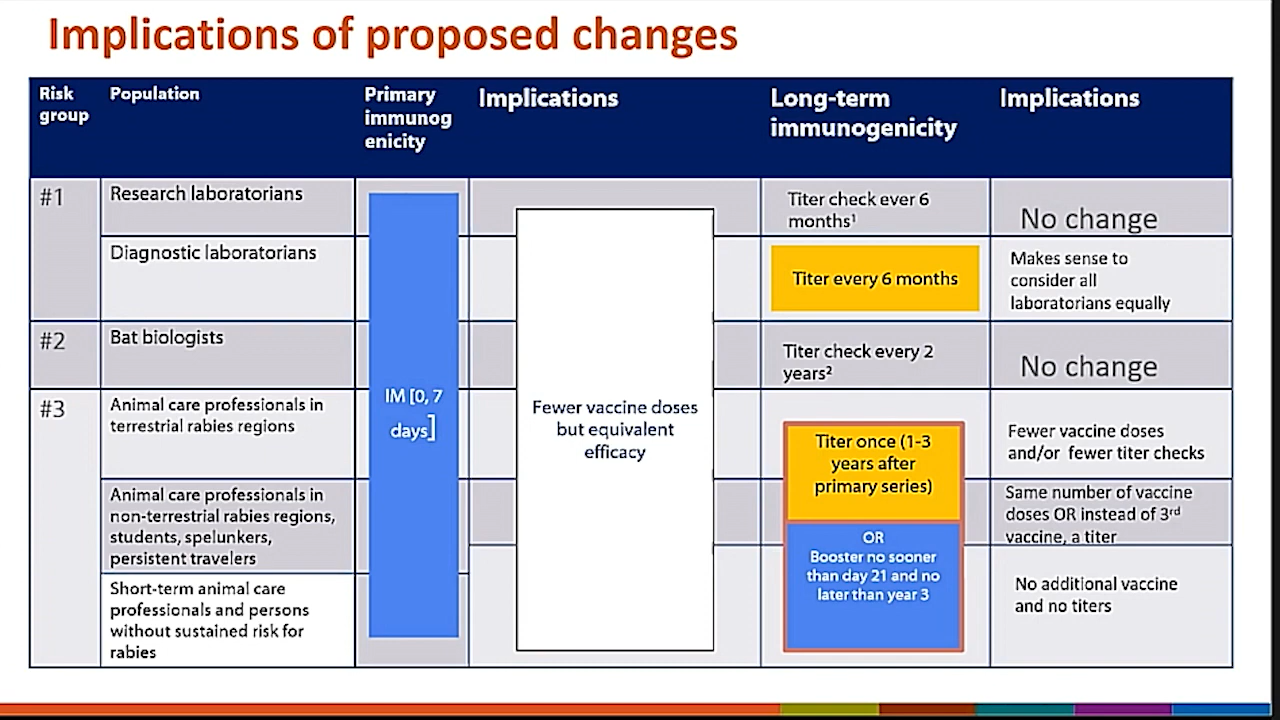 Implications of proposed changes
Risk
group
Population
Primary
immunog
enicity
Implications
Long-term
immunogenicity
Implications
#1
Research laboratorians
Titer check ever 6
months¹
No change
Diagnostic laboratorians
Titer every 6 months
Makes sense to
consider all
laboratorians equally
#2
Bat biologists
Titer check every 2
years²
No change
IM [0, 7
days]
Fewer vaccine doses
but equivalent
efficacy
#3
Animal care professionals in
terrestrial rabies regions
Titer once (1-3
years after
primary series)
Fewer vaccine doses
and/or fewer titer checks
Animal care professionals in
non-terrestrial rabies regions,
students, spelunkers,
persistent travelers
OR
Booster no sooner
than day 21 and no
later than year 3
Same number of vaccine
doses OR instead of 3rd
vaccine, a titer
Short-term animal care
professionals and persons
without sustained risk for
rabies
No additional vaccine
and no titers